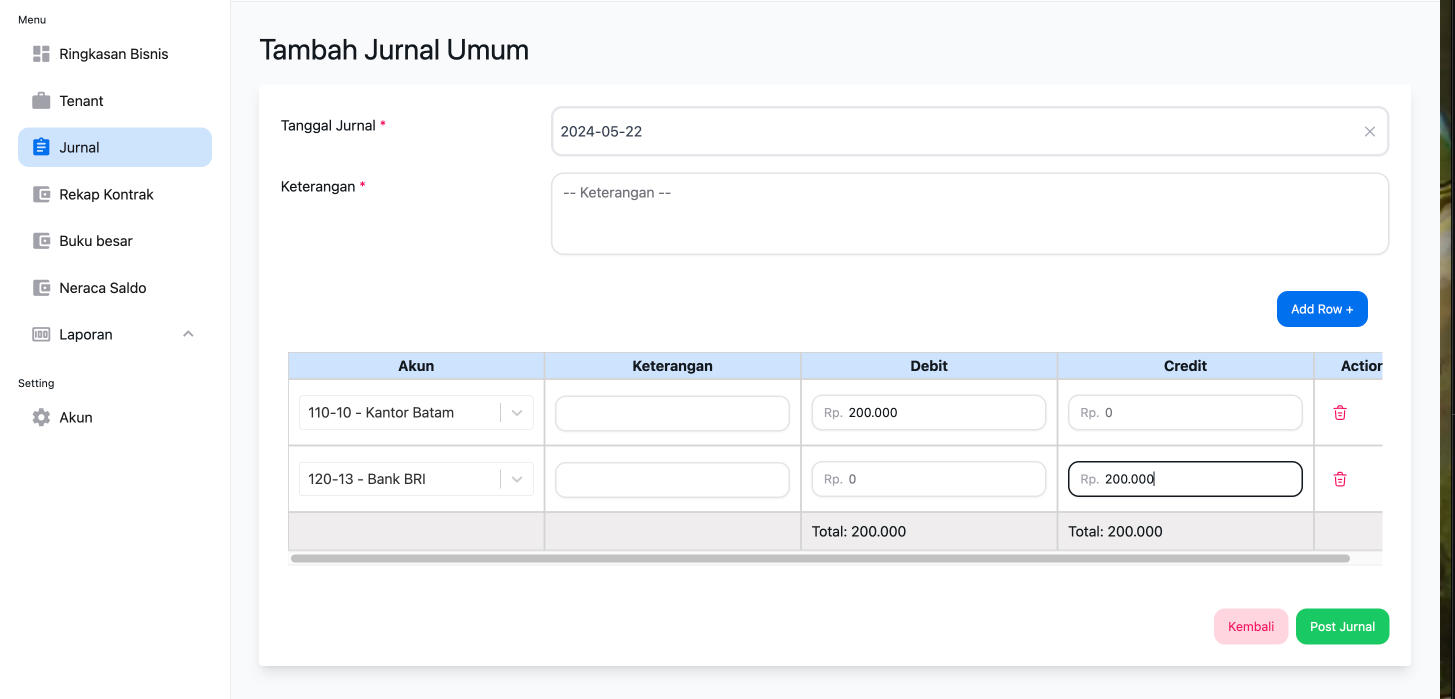 Menu
Ringkasan Bisnis
Tenant
Jurnal
Rekap Kontrak
Buku besar
Neraca Saldo
Laporan
Setting
Akun
Tambah Jurnal Umum
Tanggal Jurnal *
2024-05-22
Keterangan *
-- Keterangan --
Add Row +
Akun Keterangan Debit Credit Action
110-10 - Kantor Batam Rp. 200.000 Rp. 0
120-13 - Bank BRI Rp. 0 Rp. 200.000
Total: 200.000 Total: 200.000
Kembali Post Jurnal